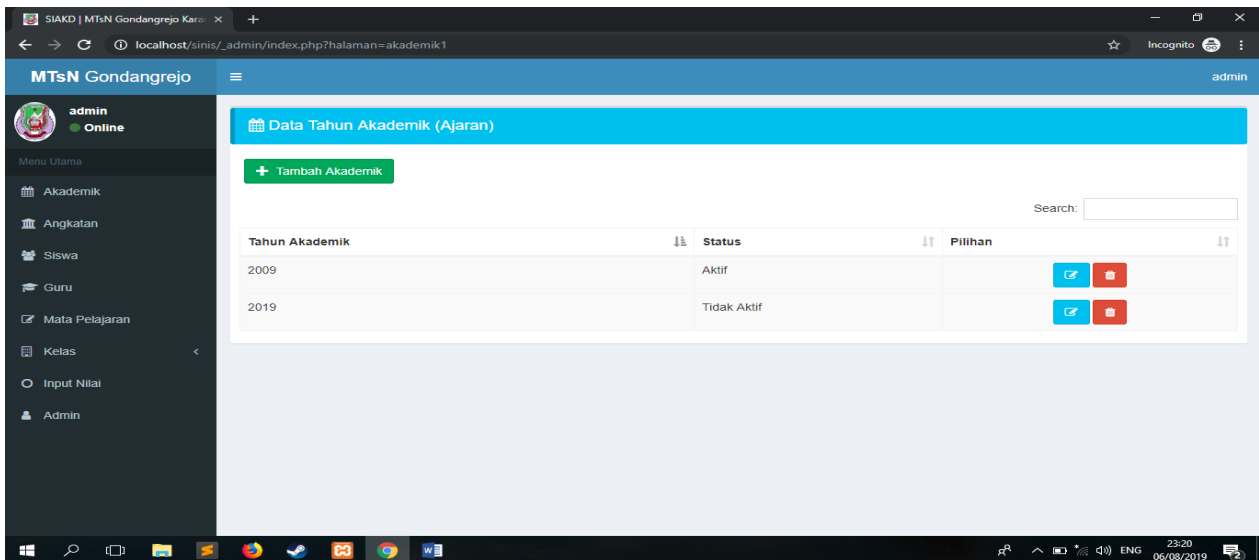 SIAKD | MTsN Gondangrejo Kara
localhost/sinis/_admin/index.php?halaman=akademik1
Incognito
MTsN Gondangrejo
admin
admin
Online
Menu Utama
Akademik
Angkatan
Siswa
Guru
Mata Pelajaran
Kelas
Input Nilai
Admin
Data Tahun Akademik (Ajaran)
+ Tambah Akademik
Search:
Tahun Akademik Status Pilihan
2009 Aktif
2019 Tidak Aktif
ENG
23:20
06/08/2019